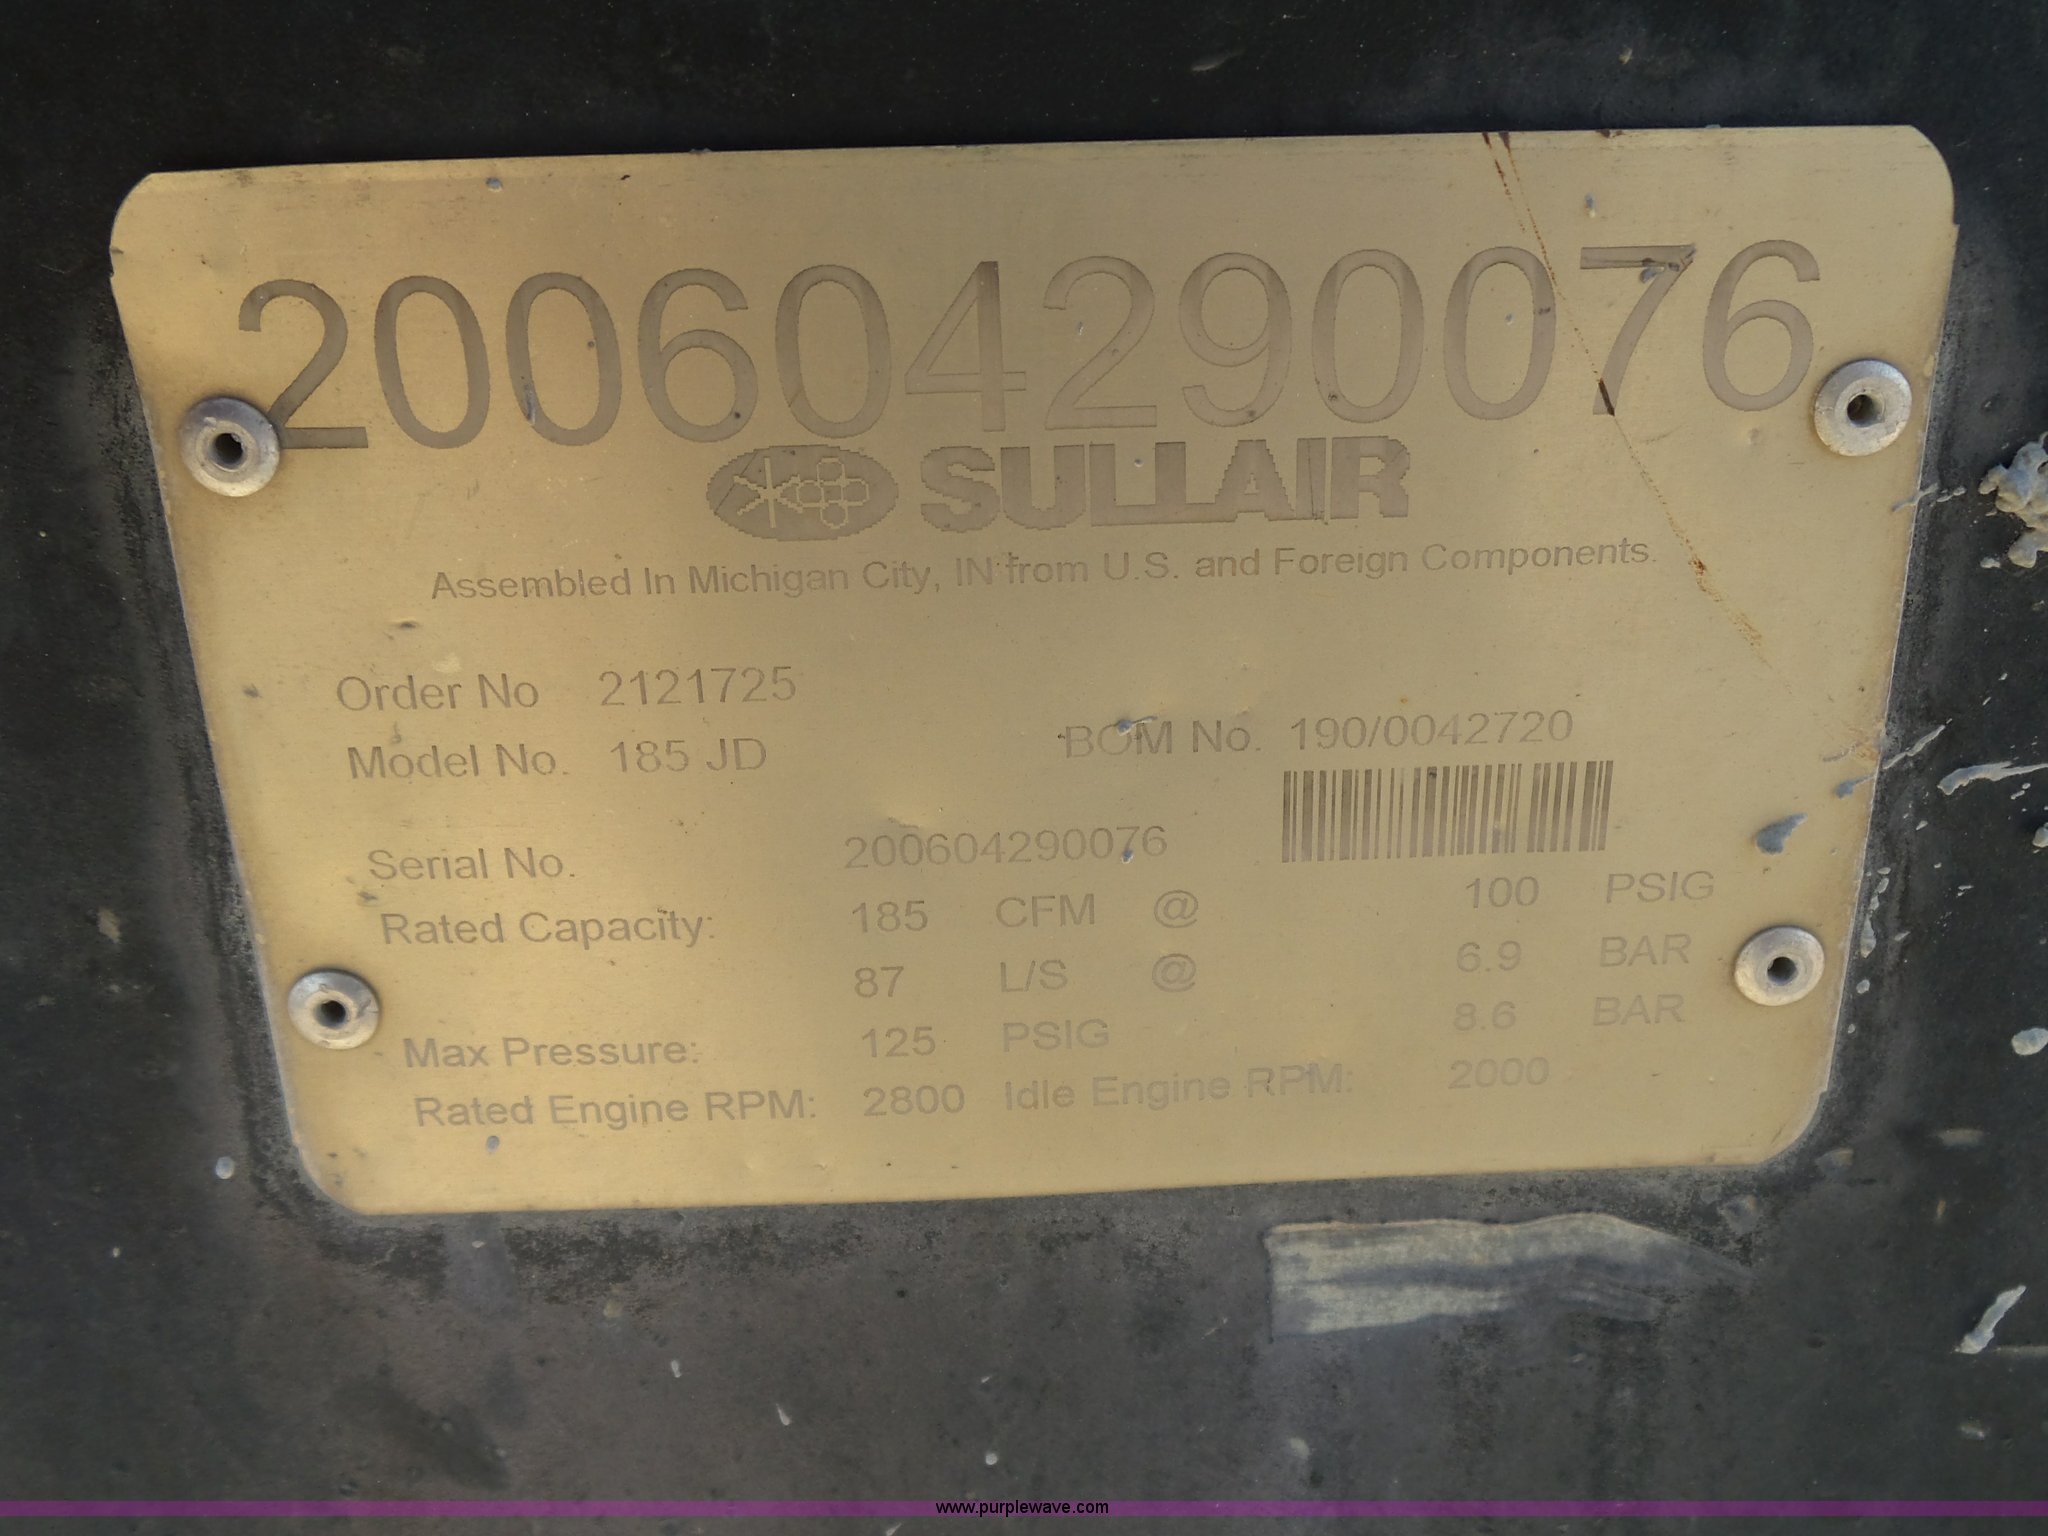 200604290076
SULLAIR
Assembled In Michigan City, IN from U.S. and Foreign Components.
Order No 2121725
Model No. 185 JD BOM No. 190/0042720
Serial No. 200604290076
Rated Capacity: 185 CFM @ 100 PSIG
87 L/S @ 6.9 BAR
Max Pressure: 125 PSIG 8.6 BAR
Rated Engine RPM: 2800 Idle Engine RPM: 2000
www.purplewave.com